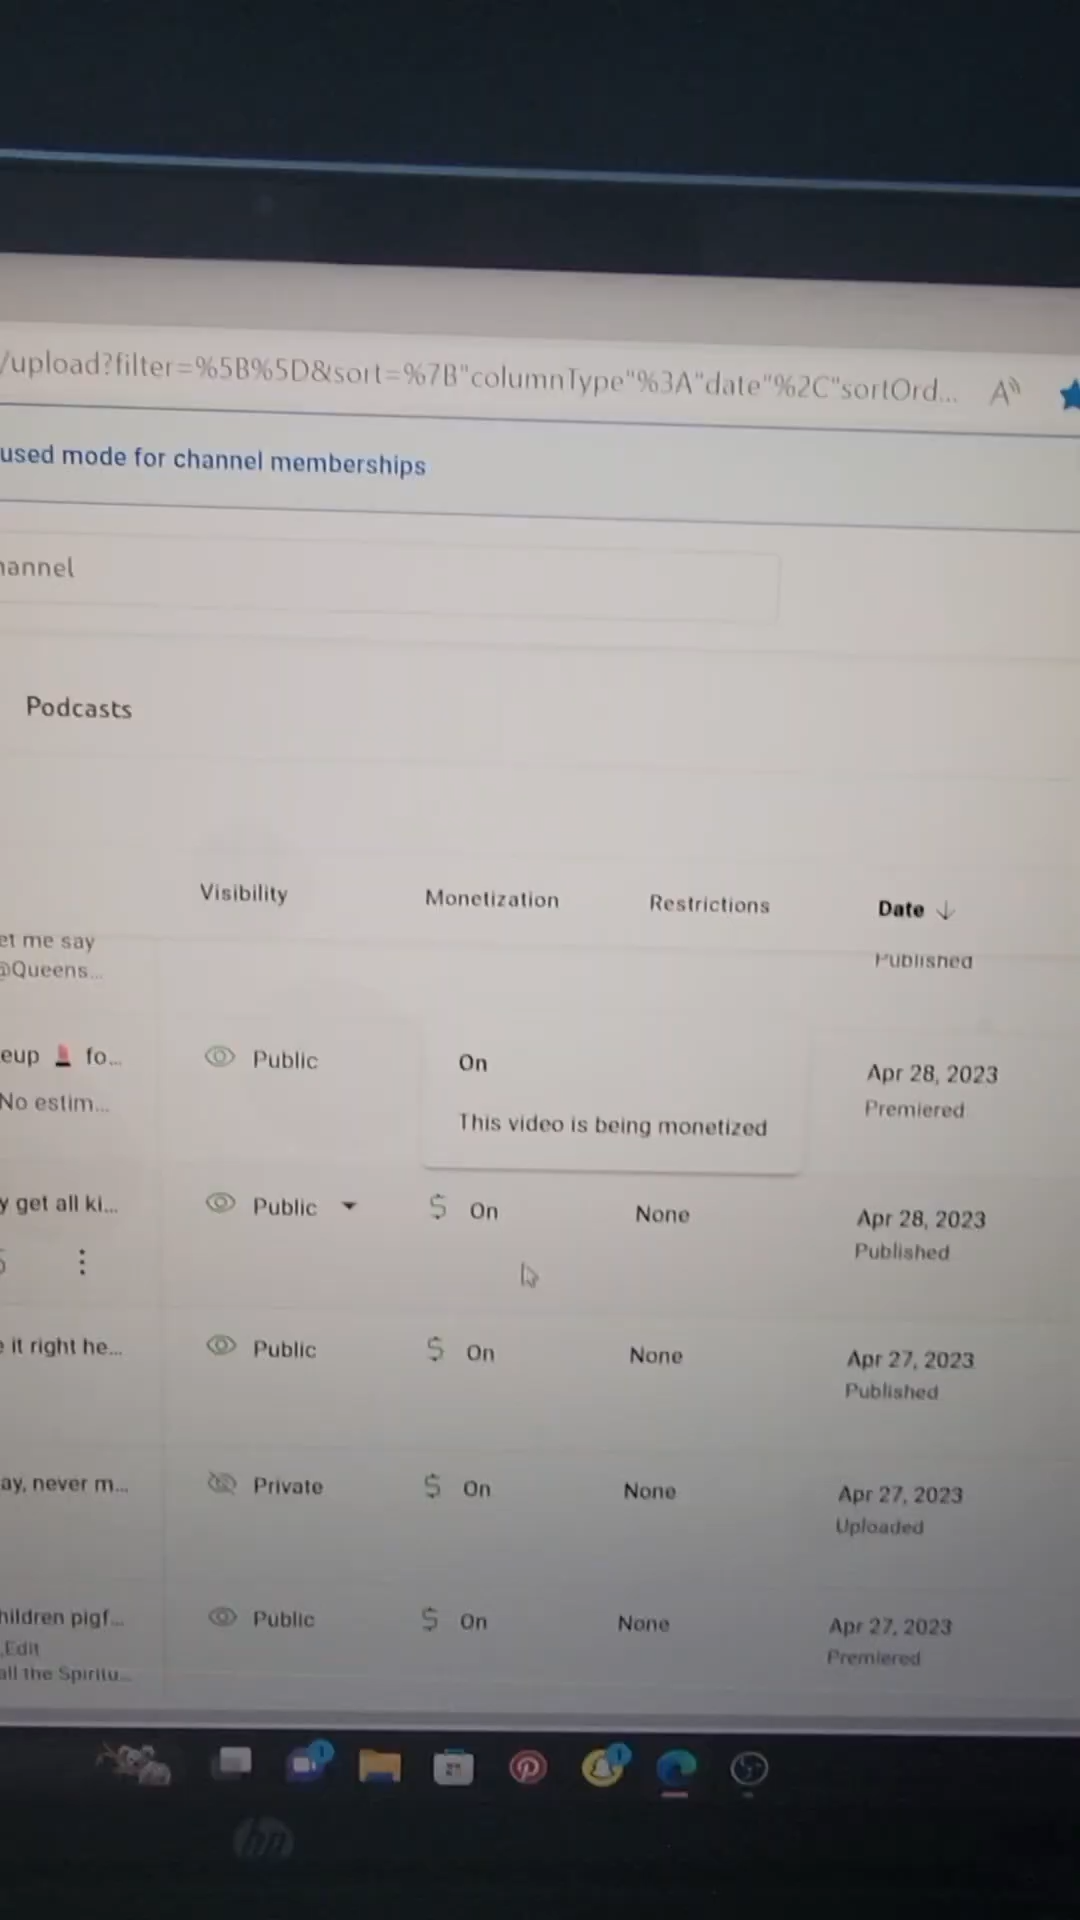 /upload?filter=%5B%5D&sort=%7B"columnType"%3A"date"%2C"sortOrd...
used mode for channel memberships
hannel
Podcasts
Visibility Monetization Restrictions Date
et me say
@Queens...
Published
eup fo... Public On Apr 28, 2023
No estim... This video is being monetized Premiered
y get all ki... Public $ On None Apr 28, 2023
Published
e it right he... Public $ On None Apr 27, 2023
Published
ay, never m... Private $ On None Apr 27, 2023
Uploaded
hildren pigf... Public $ On None Apr 27, 2023
,Edit
all the Spiritu... Premiered
hp